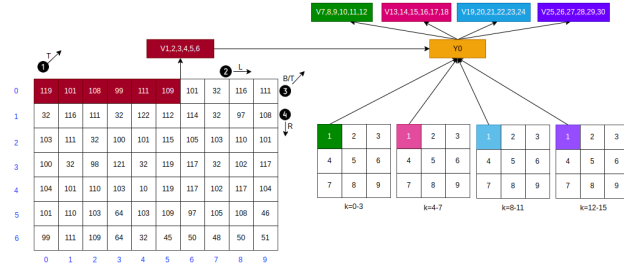 V7,8,9,10,11,12 V13,14,15,16,17,18 V19,20,21,22,23,24 V25,26,27,28,29,30
T
1
V1,2,3,4,5,6
Y0
2 L
B/T
3
0 119 101 108 99 111 109 101 32 116 111
4
R
1 32 116 111 32 122 112 114 32 97 108
2 103 111 32 100 101 115 105 103 110 101
3 100 32 98 121 32 119 117 32 102 117
4 104 101 110 103 10 119 117 102 117 104
5 101 110 103 64 103 109 97 105 108 46
6 99 111 109 64 32 45 50 48 50 51
0 1 2 3 4 5 6 7 8 9
1 2 3 1 2 3 1 2 3 1 2 3
4 5 6 4 5 6 4 5 6 4 5 6
7 8 9 7 8 9 7 8 9 7 8 9
k=0-3 k=4-7 k=8-11 k=12-15